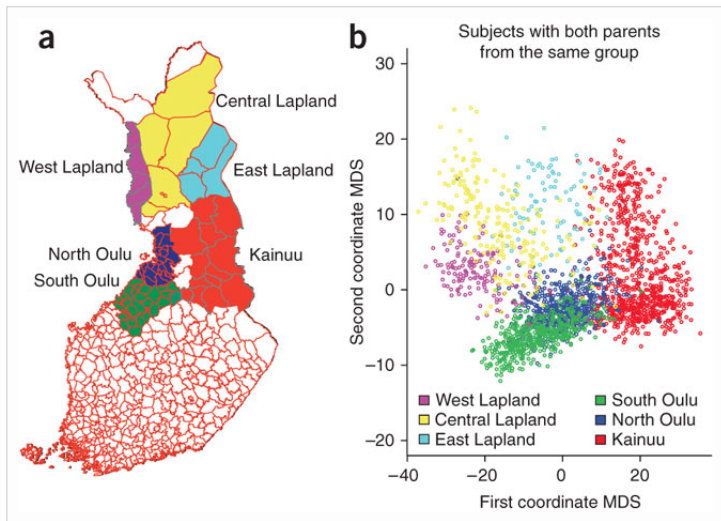 a
Central Lapland
West Lapland
East Lapland
North Oulu
South Oulu
Kainuu
b
Subjects with both parents
from the same group
Second coordinate MDS
30
20
10
0
−10
−20
West Lapland
Central Lapland
East Lapland
South Oulu
North Oulu
Kainuu
−40
−20
0
20
First coordinate MDS